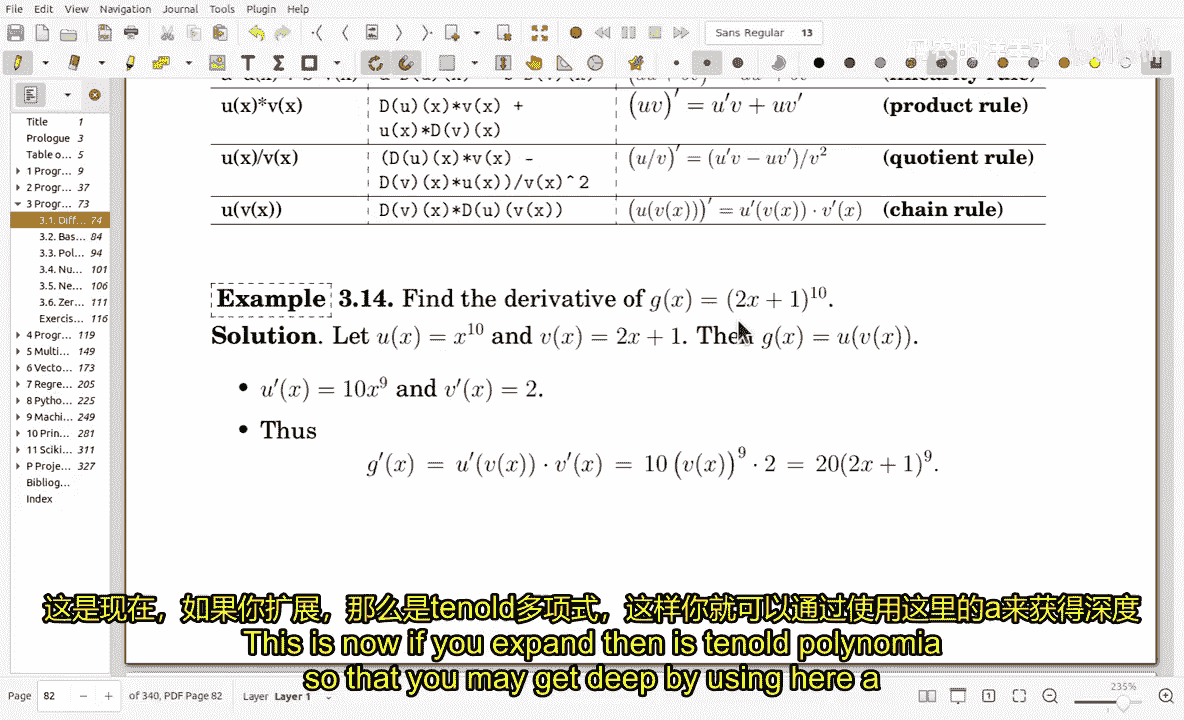 File Edit View Navigation Journal Tools Plugin Help
Sans Regular 13
Title 1
Prologue 3
Table o... 5
1 Progr... 9
2 Progr... 37
3 Progr... 73
3.1. Diff... 74
3.2. Bas... 84
3.3. Pol... 94
3.4. Nu... 101
3.5. Ne... 106
3.6. Zer... 111
Exercis... 116
4 Progr... 119
5 Multi... 149
6 Vecto... 173
7 Regre... 205
8 Pytho... 225
9 Machi... 249
10 Prin... 281
11 Sciki... 311
P Proje... 327
Bibliog...
Index
u(x)*v(x) D(u)(x)*v(x) + (uv)′ = u′v + uv′ (product rule)
u(x)*D(v)(x)
u(x)/v(x) (D(u)(x)*v(x) - (u/v)′ = (u′v − uv′)/v² (quotient rule)
D(v)(x)*u(x))/v(x)^2
u(v(x)) D(v)(x)*D(u)(v(x)) (u(v(x)))′ = u′(v(x)) · v′(x) (chain rule)
Example 3.14. Find the derivative of g(x) = (2x + 1)¹⁰.
Solution. Let u(x) = x¹⁰ and v(x) = 2x + 1. The g(x) = u(v(x)).
• u′(x) = 10x⁹ and v′(x) = 2.
• Thus
g′(x) = u′(v(x)) · v′(x) = 10(v(x))⁹ · 2 = 20(2x + 1)⁹.
这是现在，如果你扩展，那么是tenold多项式，这样你就可以通过使用这里的a来获得深度
This is now if you expand then is tenold polynomia
so that you may get deep by using here a
Page 82 of 340, PDF Page 82 Layer Layer 1 235%